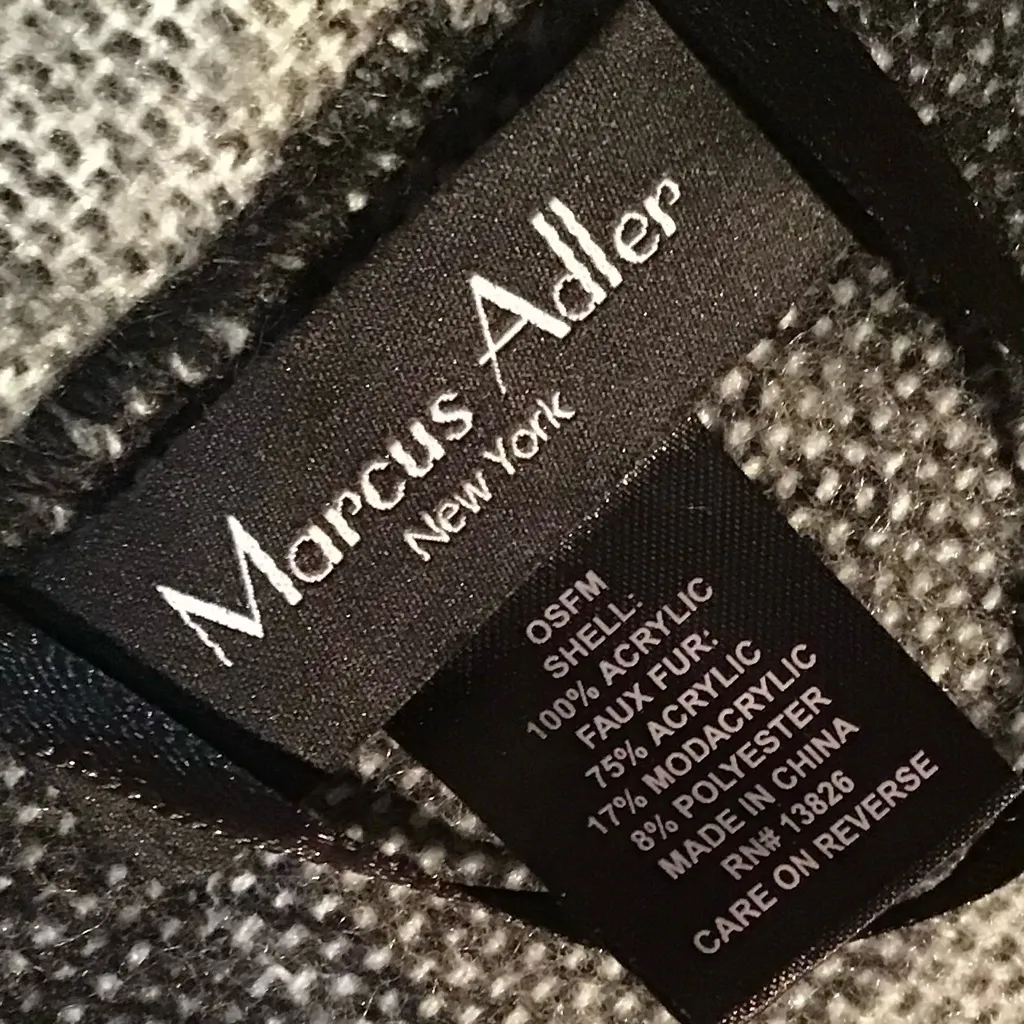 Marcus Adler
New York
OSFM
SHELL:
100% ACRYLIC
FAUX FUR:
75% ACRYLIC
17% MODACRYLIC
8% POLYESTER
MADE IN CHINA
RN# 13826
CARE ON REVERSE